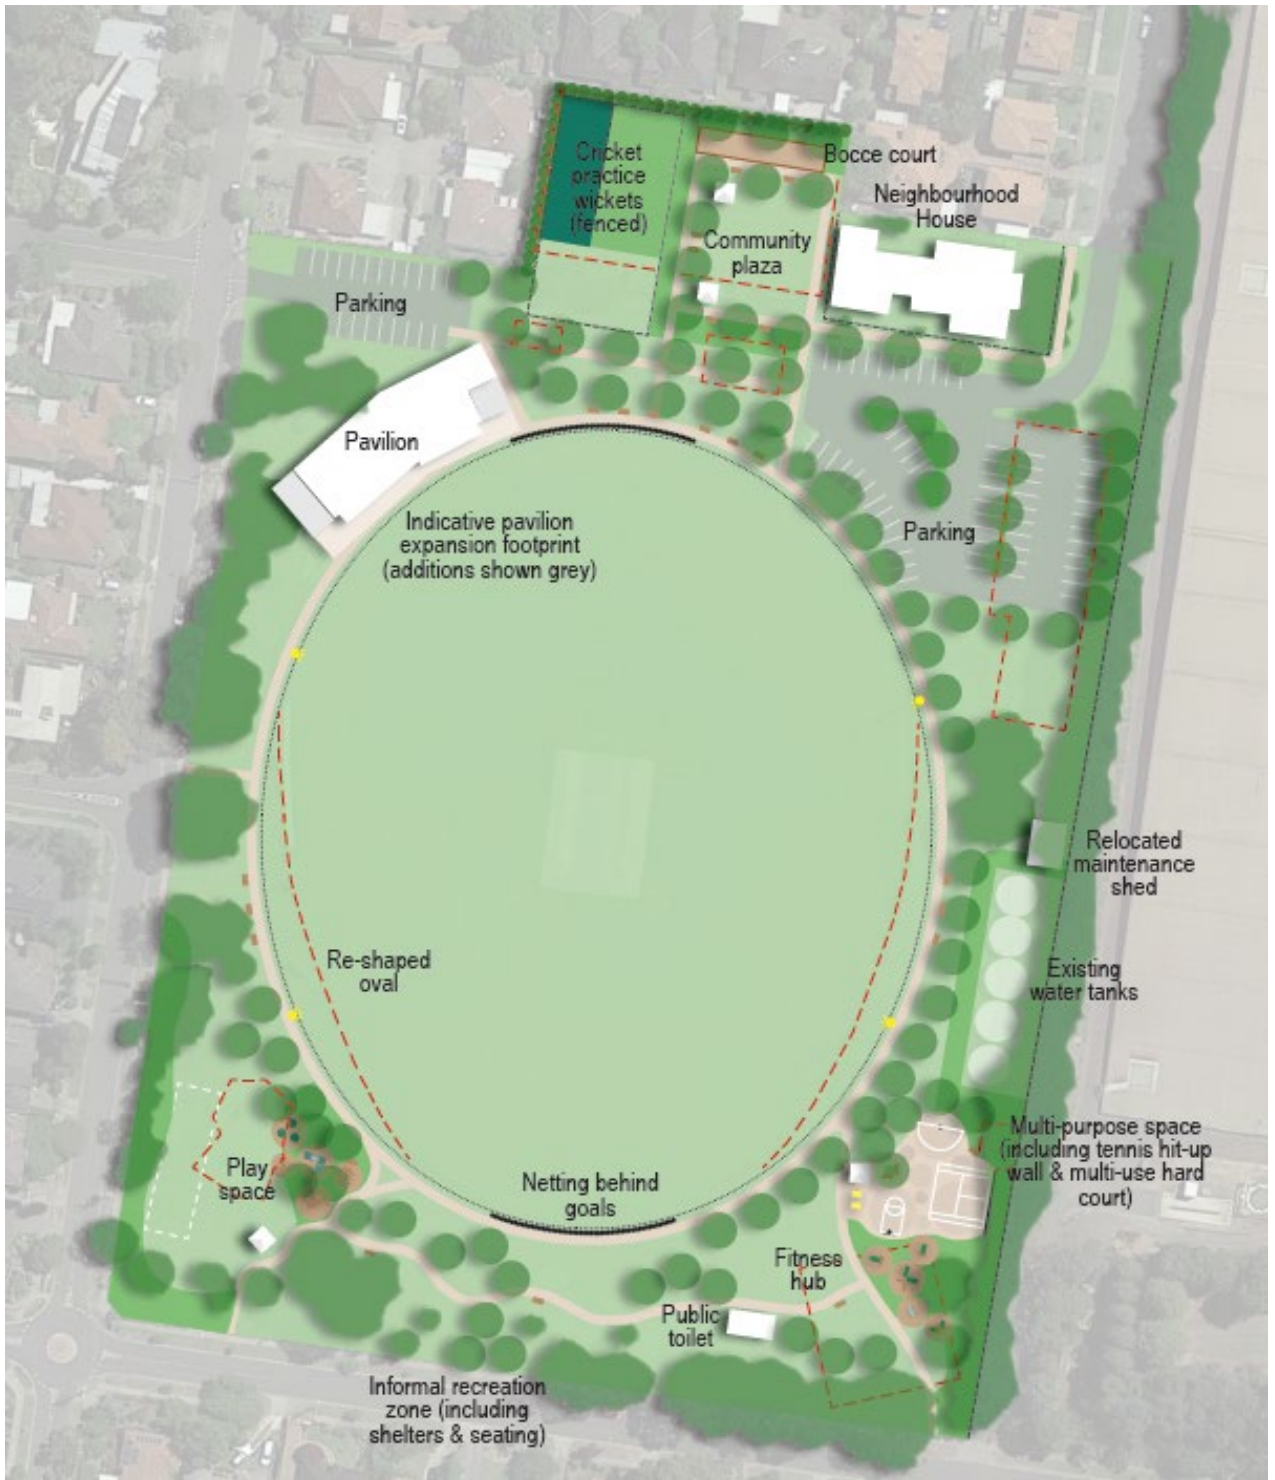 Cricket
practice
wickets
(fenced)
Bocce court
Neighbourhood
House
Community
plaza
Parking
Pavilion
Indicative pavilion
expansion footprint
(additions shown grey)
Parking
Relocated
maintenance
shed
Re-shaped
oval
Existing
water tanks
Multi-purpose space
(including tennis hit-up
wall & multi-use hard
court)
Play
space
Netting behind
goals
Fitness
hub
Public
toilet
Informal recreation
zone (including
shelters & seating)